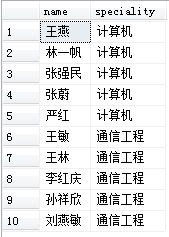 name speciality
1 王燕 计算机
2 林一帆 计算机
3 张强民 计算机
4 张蔚 计算机
5 严红 计算机
6 王敏 通信工程
7 王林 通信工程
8 李红庆 通信工程
9 孙祥欣 通信工程
10 刘燕敏 通信工程